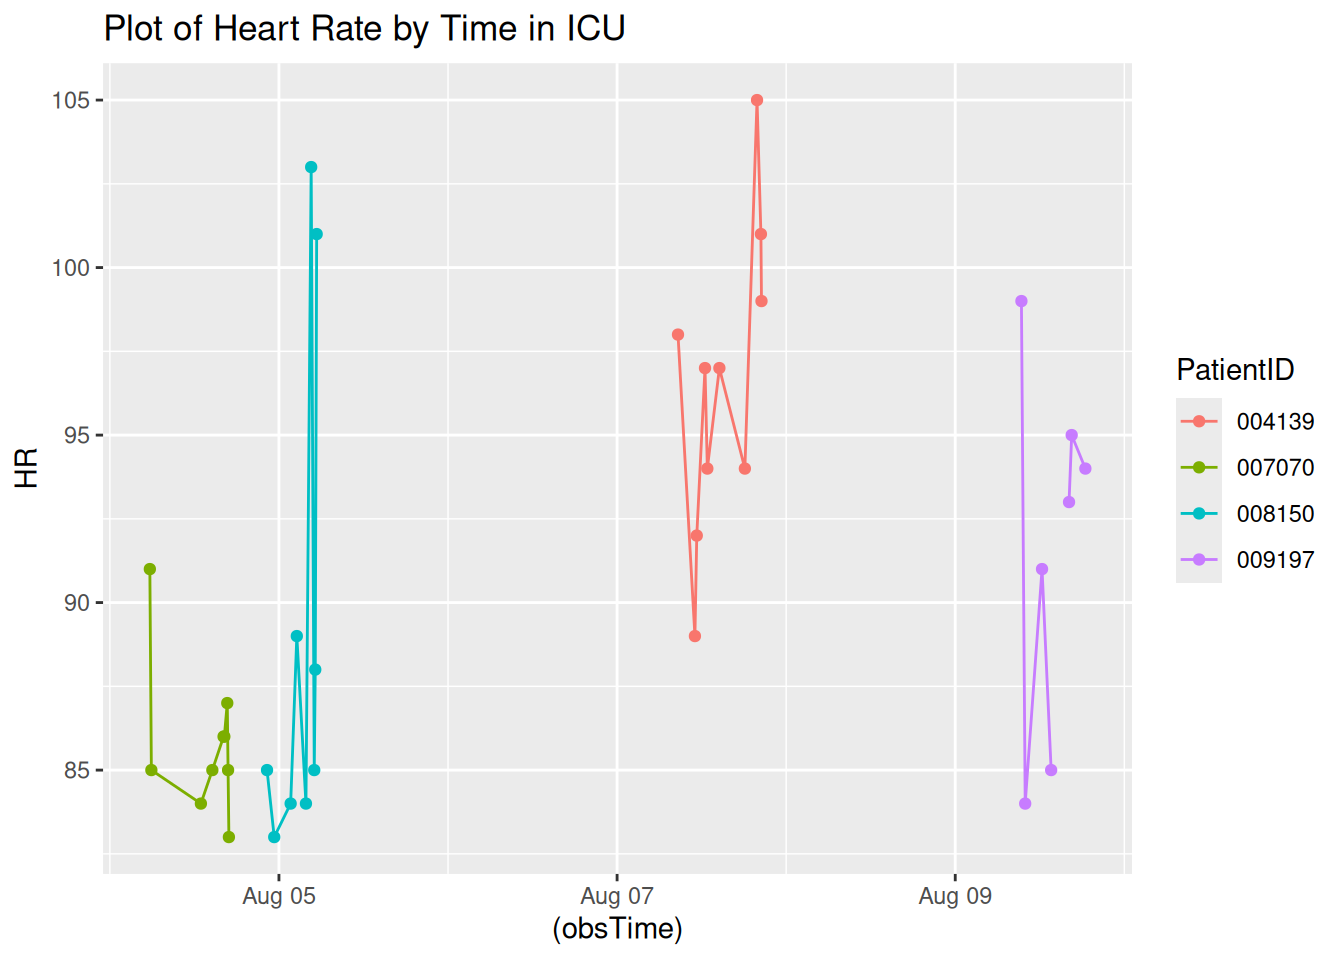 Plot of Heart Rate by Time in ICU
105
100
95
90
85
HR
Aug 05
Aug 07
Aug 09
(obsTime)
PatientID
004139
007070
008150
009197